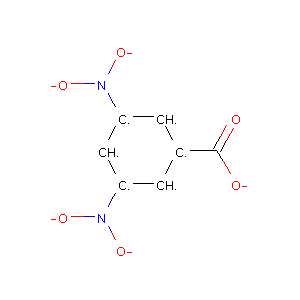 O-
-O N
C. CH.
O
CH. C.
C. CH. O-
-O N
O-